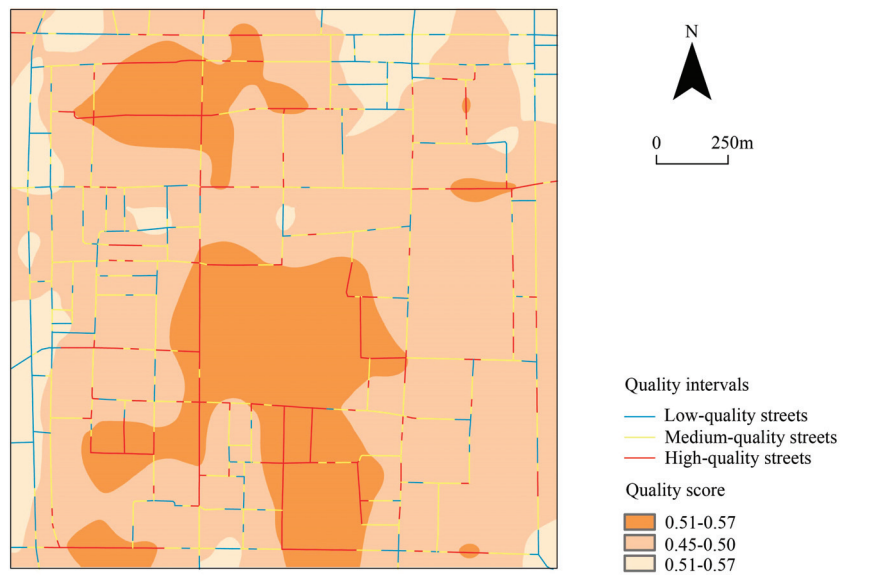 N
0 250m
Quality intervals
Low-quality streets
Medium-quality streets
High-quality streets
Quality score
0.51-0.57
0.45-0.50
0.51-0.57